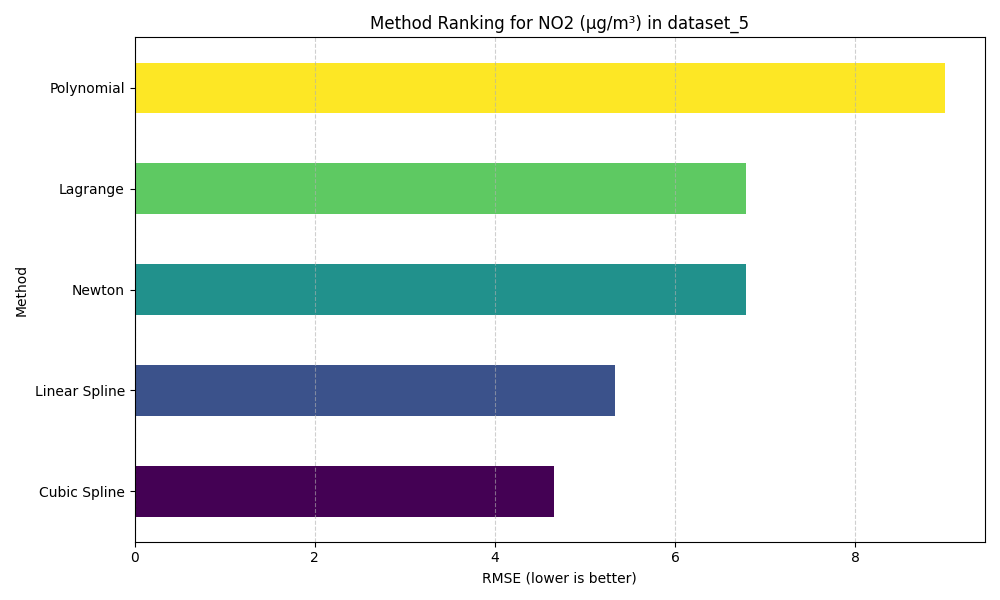 Method Ranking for NO2 (µg/m³) in dataset_5
Polynomial
Lagrange
Newton
Linear Spline
Cubic Spline
Method
0 2 4 6 8
RMSE (lower is better)